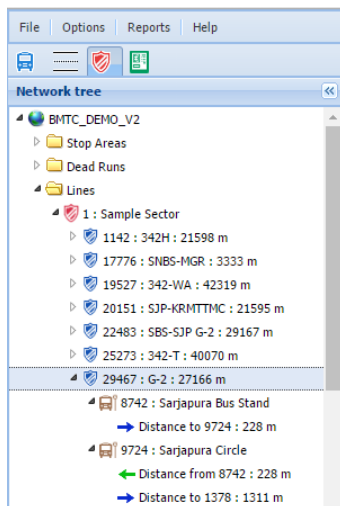 File Options Reports Help
Network tree
BMTC_DEMO_V2
Stop Areas
Dead Runs
Lines
1 : Sample Sector
1142 : 342H : 21598 m
17776 : SNBS-MGR : 3333 m
19527 : 342-WA : 42319 m
20151 : SJP-KRMTTMC : 21595 m
22483 : SBS-SJP G-2 : 29167 m
25273 : 342-T : 40070 m
29467 : G-2 : 27166 m
8742 : Sarjapura Bus Stand
Distance to 9724 : 228 m
9724 : Sarjapura Circle
Distance from 8742 : 228 m
Distance to 1378 : 1311 m